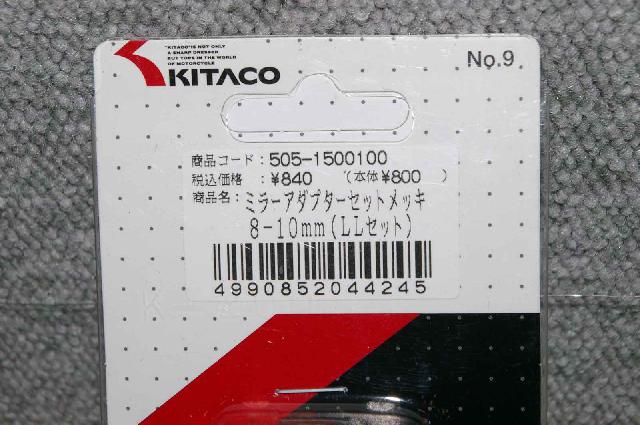 "KITACO" IS NOT ONLY
A SHARP DRESSER
BUT TOPS IN THE WORLD
OF MOTORCYCLE
KITACO
No.9
商品コード：505-1500100
税込価格 ：¥840 （本体¥800 ）
商品名：ミラーアダプターセットメッキ
8-10mm(LLセット)
4990852044245